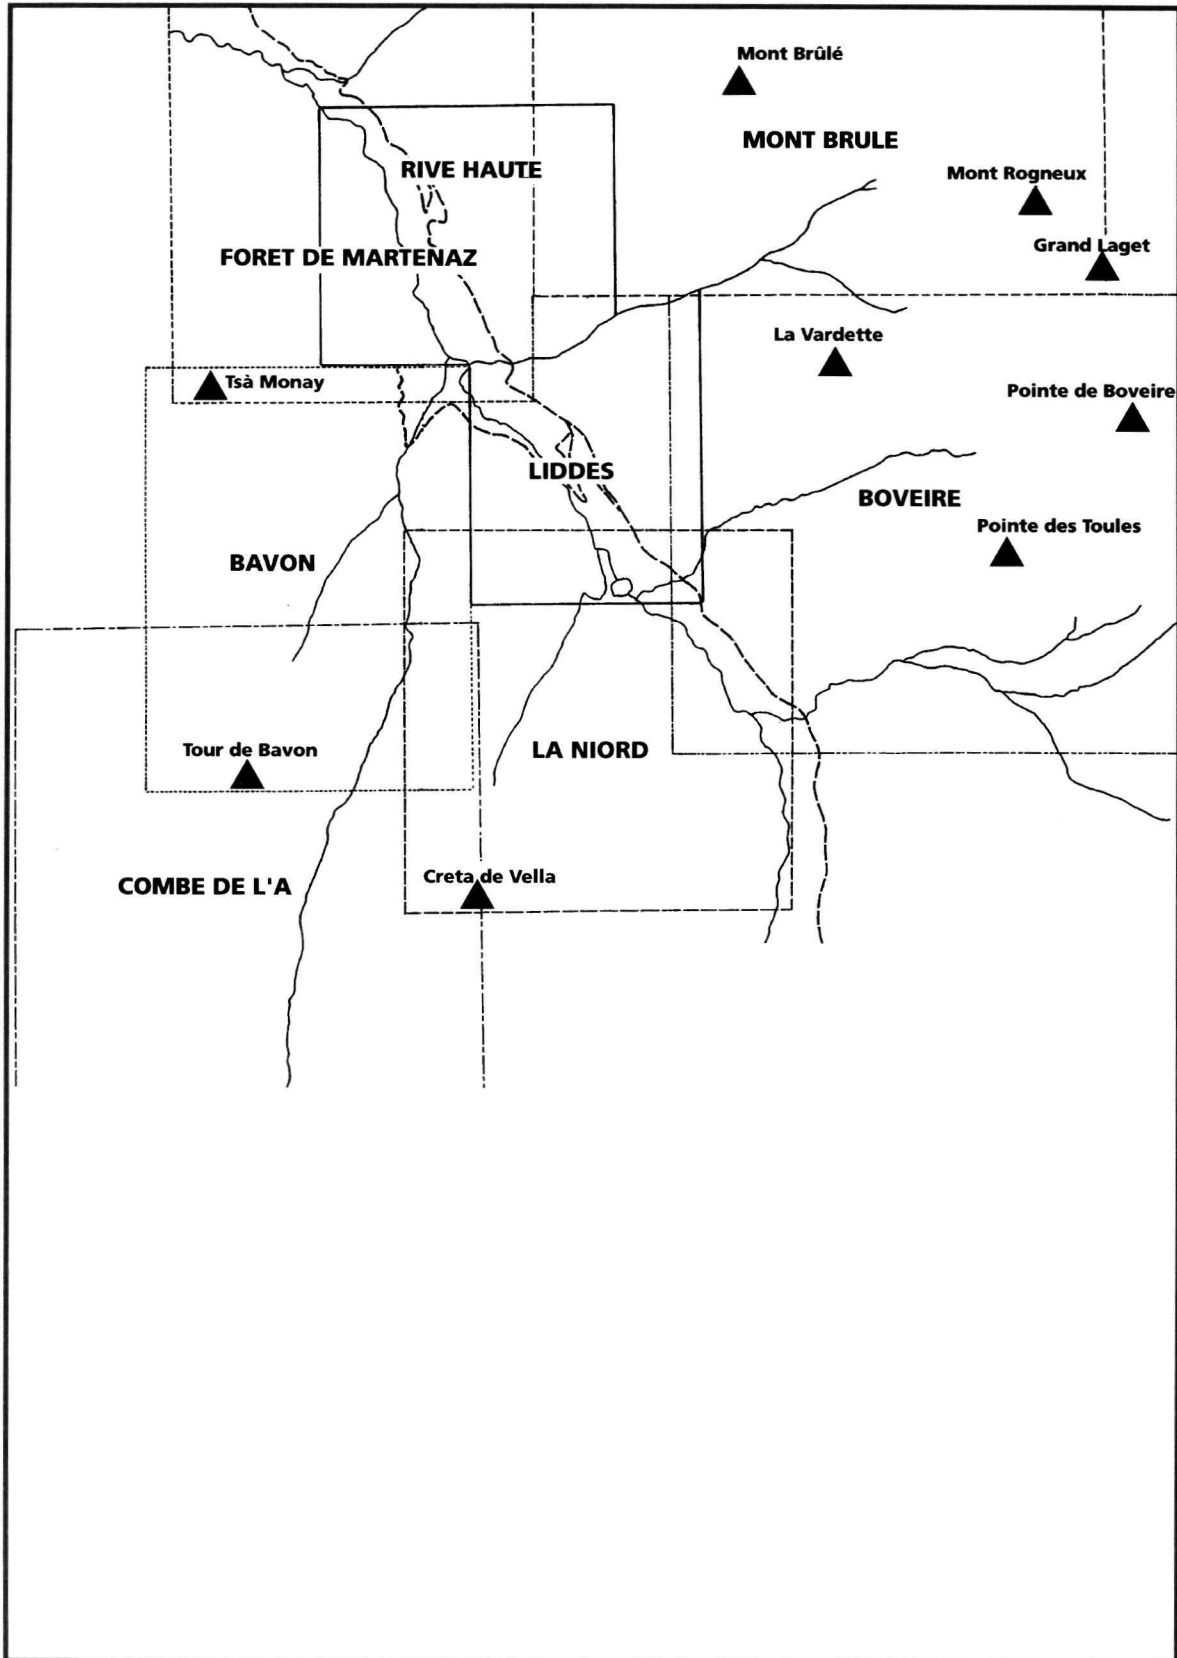 Mont Brûlé
MONT BRULE
RIVE HAUTE
Mont Rogneux
Grand Laget
FORET DE MARTENAZ
La Vardette
Tsà Monay
Pointe de Boveire
LIDDES
BOVEIRE
Pointe des Toules
BAVON
Tour de Bavon
LA NIORD
Creta de Vella
COMBE DE L'A